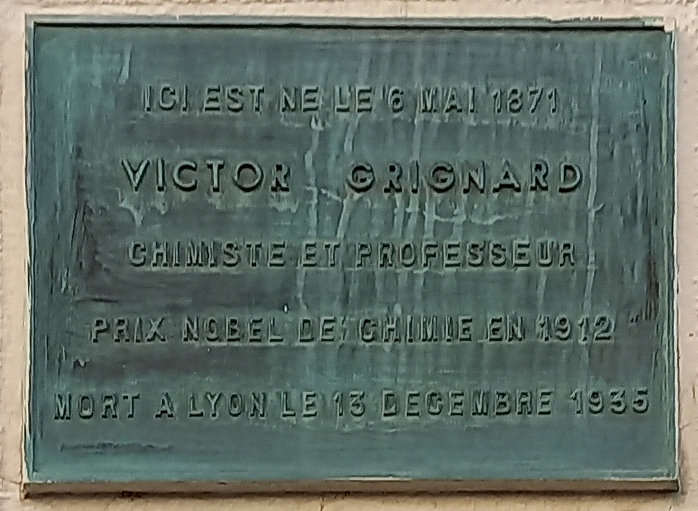 ICI EST NE LE 6 MAI 1871
VICTOR GRIGNARD
CHIMISTE ET PROFESSEUR
PRIX NOBEL DE CHIMIE EN 1912
MORT A LYON LE 13 DECEMBRE 1935